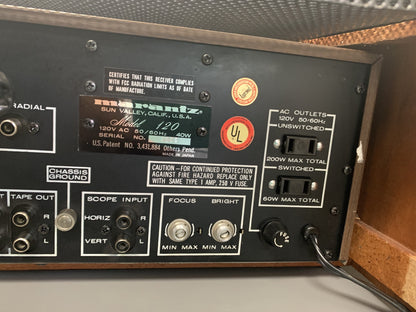 CERTIFIES THAT THIS RECEIVER COMPLIES
WITH FCC RADIATION LIMITS AS OF DATE
OF MANUFACTURE.
marantz
SUN VALLEY, CALIF., U.S.A.
Model 120
120V AC 50/60Hz 40W
SERIAL NO.
U.S. Patent NO. 3,431,884 Others Pend.
MADE IN JAPAN
UL
AC OUTLETS
120V 50-60Hz
UNSWITCHED
200W MAX TOTAL
SWITCHED
60W MAX TOTAL
CAUTION—FOR CONTINUED PROTECTION
AGAINST FIRE HAZARD REPLACE ONLY
WITH SAME TYPE 1 AMP, 250 V FUSE.
RADIAL
CHASSIS
GROUND
TAPE OUT
R
L
SCOPE INPUT
HORIZ R
VERT L
FOCUS
MIN MAX
BRIGHT
MIN MAX